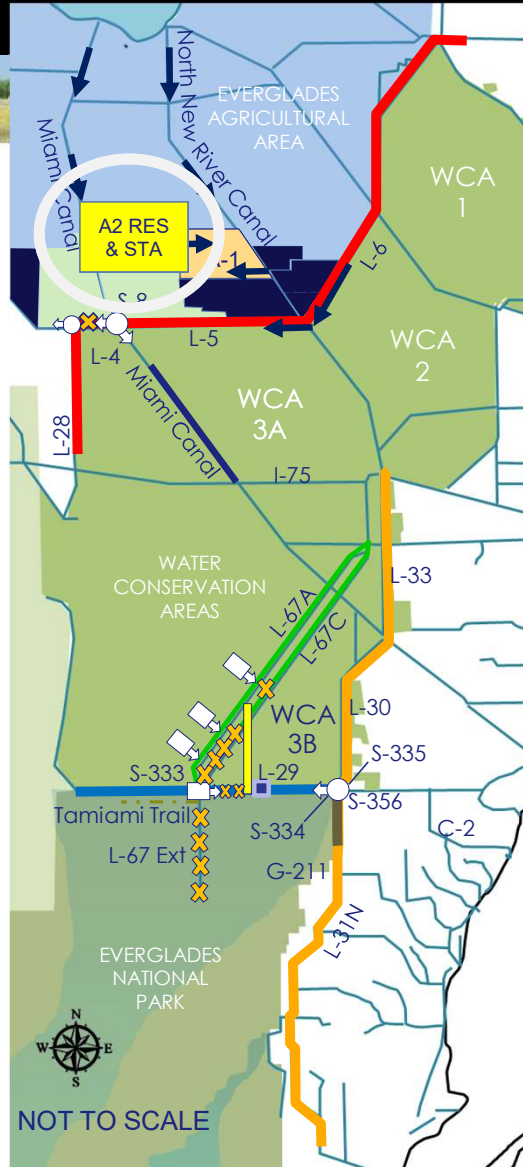 North New River Canal
EVERGLADES
AGRICULTURAL
AREA
Miami Canal
WCA
1
A2 RES
& STA
L-6
S-8
L-5
L-4
WCA
2
Miami Canal
WCA
3A
L-28
I-75
WATER
CONSERVATION
AREAS
L-33
L-67A
L-67C
L-30
WCA
3B
S-335
S-333
L-29
S-356
Tamiami Trail
S-334
C-2
L-67 Ext
G-211
L-31N
EVERGLADES
NATIONAL
PARK
N
W
E
S
NOT TO SCALE